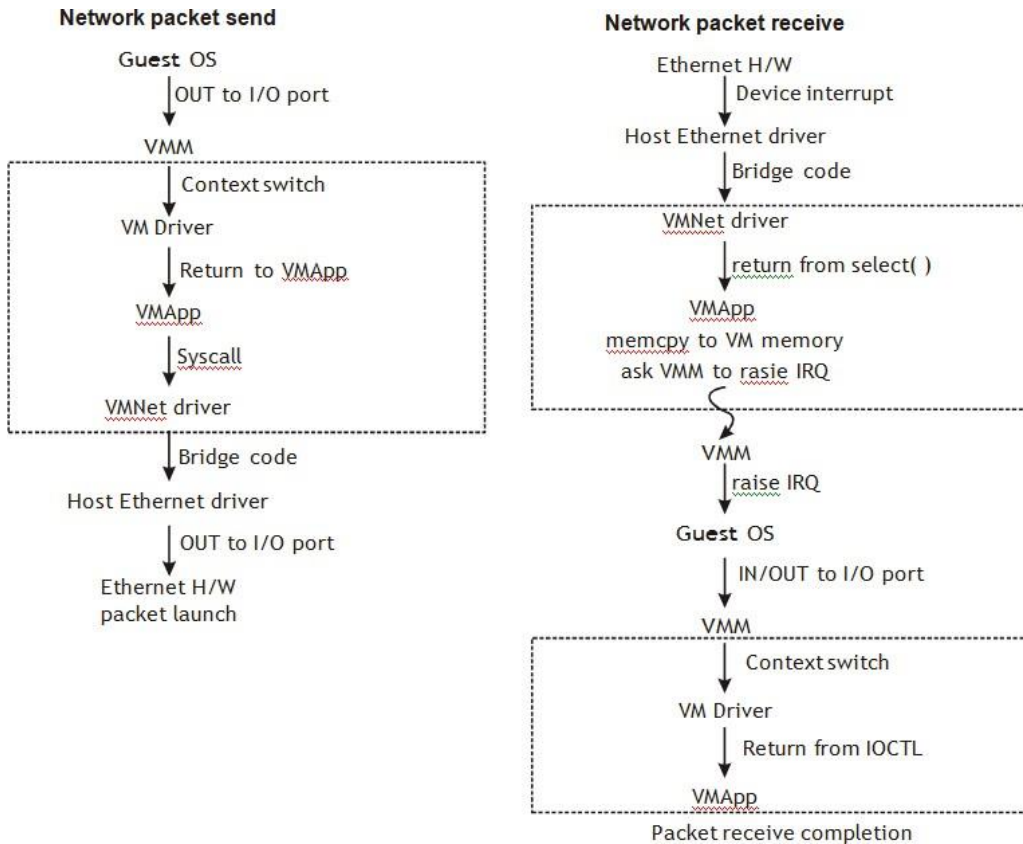 Network packet send
Guest OS
OUT to I/O port
VMM
Context switch
VM Driver
Return to VMApp
VMApp
Syscall
VMNet driver
Bridge code
Host Ethernet driver
OUT to I/O port
Ethernet H/W
packet launch
Network packet receive
Ethernet H/W
Device interrupt
Host Ethernet driver
Bridge code
VMNet driver
return from select( )
VMApp
memcpy to VM memory
ask VMM to rasie IRQ
VMM
raise IRQ
Guest OS
IN/OUT to I/O port
VMM
Context switch
VM Driver
Return from IOCTL
VMApp
Packet receive completion